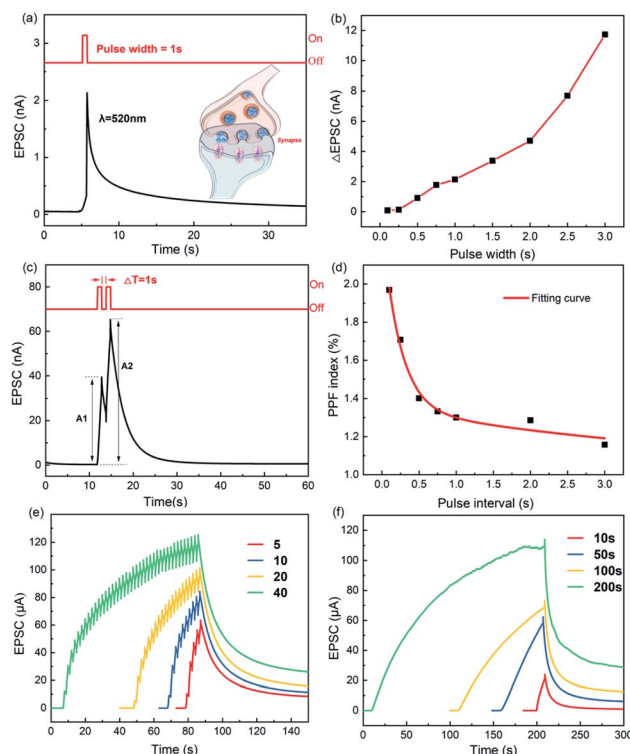 (a)
On
Off
Pulse width = 1s
λ=520nm
Synapse
EPSC (nA)
3
2
1
0
0 10 20 30
Time (s)
(b)
△EPSC (nA)
12
10
8
6
4
2
0
0.0 0.5 1.0 1.5 2.0 2.5 3.0
Pulse width (s)
(c)
△T=1s
On
Off
A1
A2
EPSC (nA)
100
80
60
40
20
0
0 10 20 30 40 50 60
Time(s)
(d)
Fitting curve
PPF index (%)
2.0
1.8
1.6
1.4
1.2
1.0
0.0 0.5 1.0 1.5 2.0 2.5 3.0
Pulse interval (s)
(e)
5
10
20
40
EPSC (μA)
120
100
80
60
40
20
0
0 20 40 60 80 100 120 140
Time (s)
(f)
10s
50s
100s
200s
EPSC (μA)
120
100
80
60
40
20
0
0 50 100 150 200 250 300
Time (s)